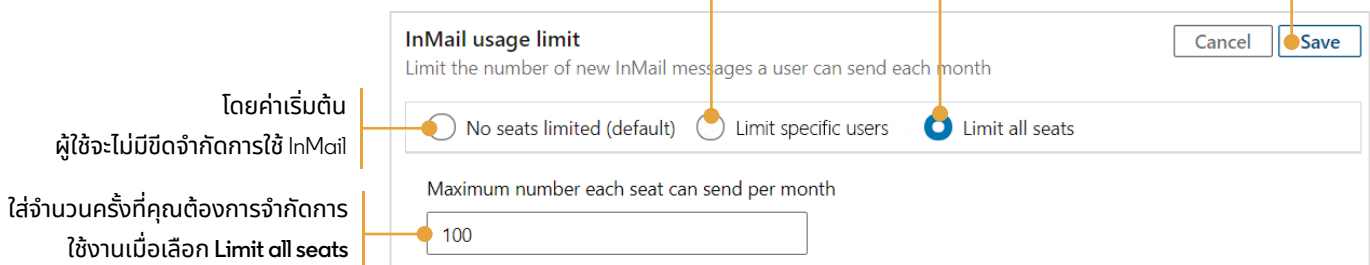 InMail usage limit
Cancel
Save
Limit the number of new InMail messages a user can send each month
โดยค่าเริ่มต้น
ผู้ใช้จะไม่มีขีดจำกัดการใช้ InMail
No seats limited (default)
Limit specific users
Limit all seats
ใส่จำนวนครั้งที่คุณต้องการจำกัดการ
ใช้งานเมื่อเลือก Limit all seats
Maximum number each seat can send per month
100